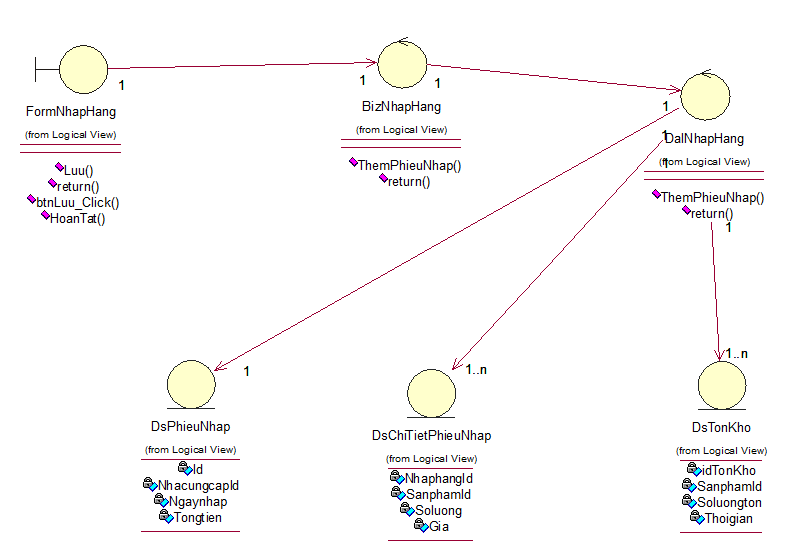 1
1
1
FormNhapHang
(from Logical View)
Luu()
return()
btnLuu_Click()
HoanTat()
BizNhapHang
(from Logical View)
ThemPhieuNhap()
return()
1
1
1
DalNhapHang
(from Logical View)
ThemPhieuNhap()
return()
1
1
1..n
1..n
DsPhieuNhap
(from Logical View)
Id
NhacungcapId
Ngaynhap
Tongtien
DsChiTietPhieuNhap
(from Logical View)
NhaphangId
SanphamId
Soluong
Gia
DsTonKho
(from Logical View)
idTonKho
SanphamId
Soluongton
Thoigian